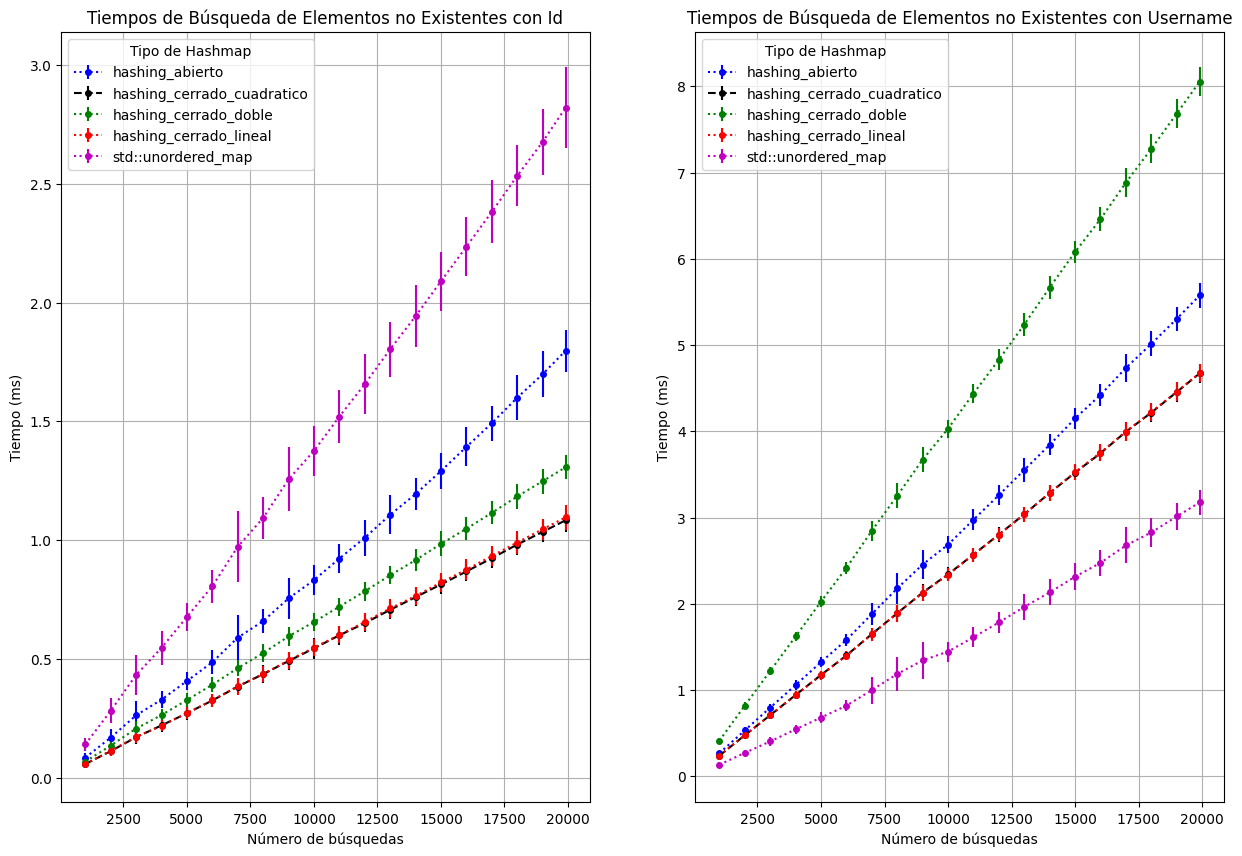 Tiempos de Búsqueda de Elementos no Existentes con Id
Tipo de Hashmap
hashing_abierto
hashing_cerrado_cuadratico
hashing_cerrado_doble
hashing_cerrado_lineal
std::unordered_map
3.0
2.5
2.0
1.5
1.0
0.5
0.0
Tiempo (ms)
2500 5000 7500 10000 12500 15000 17500 20000
Número de búsquedas
Tiempos de Búsqueda de Elementos no Existentes con Username
Tipo de Hashmap
hashing_abierto
hashing_cerrado_cuadratico
hashing_cerrado_doble
hashing_cerrado_lineal
std::unordered_map
8
7
6
5
4
3
2
1
0
Tiempo (ms)
2500 5000 7500 10000 12500 15000 17500 20000
Número de búsquedas